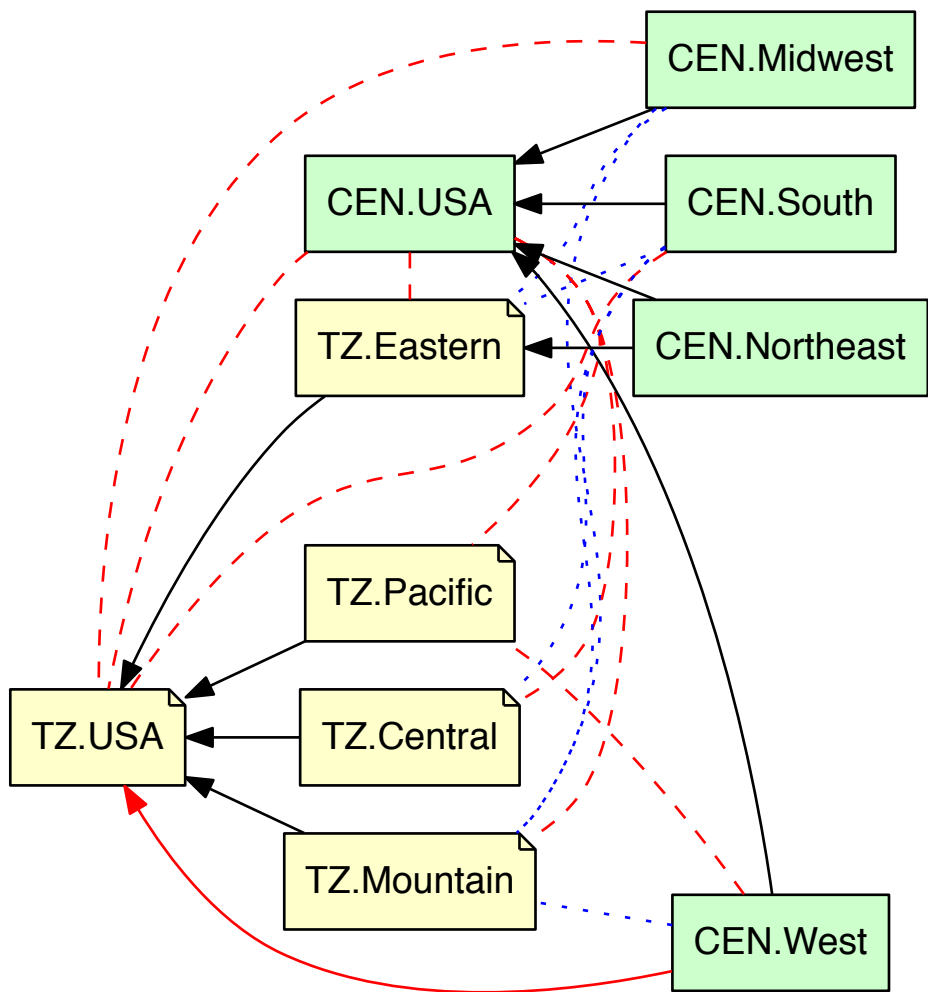 CEN.Midwest
CEN.USA
CEN.South
TZ.Eastern
CEN.Northeast
TZ.Pacific
TZ.USA
TZ.Central
TZ.Mountain
CEN.West